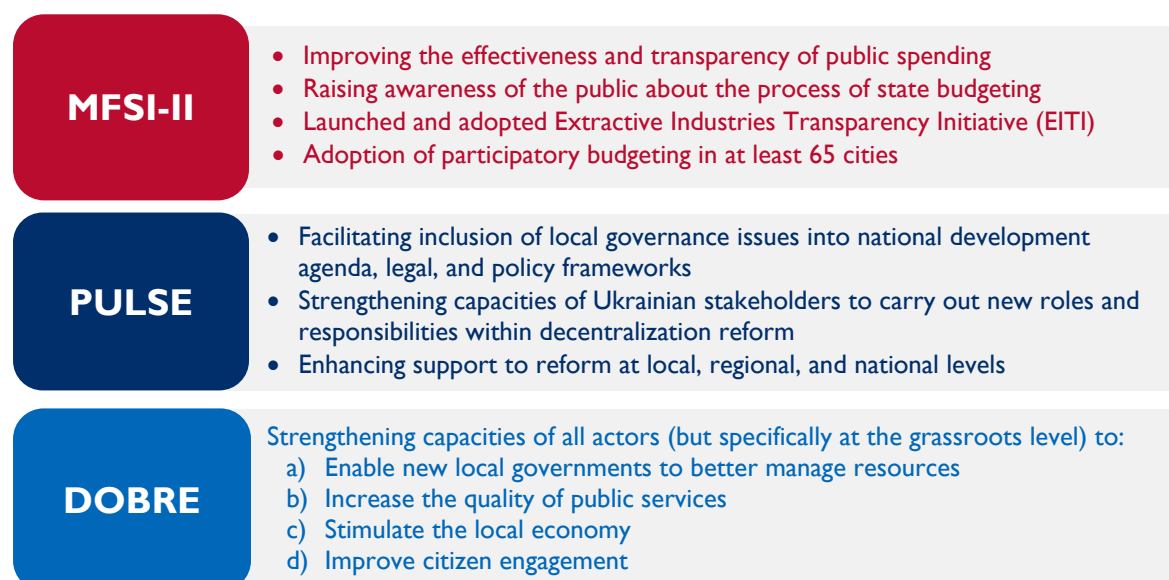 MFSI-II
• Improving the effectiveness and transparency of public spending
• Raising awareness of the public about the process of state budgeting
• Launched and adopted Extractive Industries Transparency Initiative (EITI)
• Adoption of participatory budgeting in at least 65 cities
PULSE
• Facilitating inclusion of local governance issues into national development
agenda, legal, and policy frameworks
• Strengthening capacities of Ukrainian stakeholders to carry out new roles and
responsibilities within decentralization reform
• Enhancing support to reform at local, regional, and national levels
DOBRE
Strengthening capacities of all actors (but specifically at the grassroots level) to:
a) Enable new local governments to better manage resources
b) Increase the quality of public services
c) Stimulate the local economy
d) Improve citizen engagement